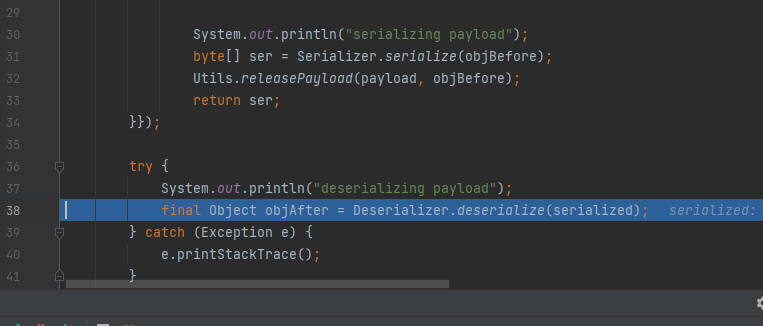 29
30 System.out.println("serializing payload");
31 byte[] ser = Serializer.serialize(objBefore);
32 Utils.releasePayload(payload, objBefore);
33 return ser;
34 }});
35
36 try {
37 System.out.println("deserializing payload");
38 final Object objAfter = Deserializer.deserialize(serialized); serialized:
39 } catch (Exception e) {
40 e.printStackTrace();
41 }